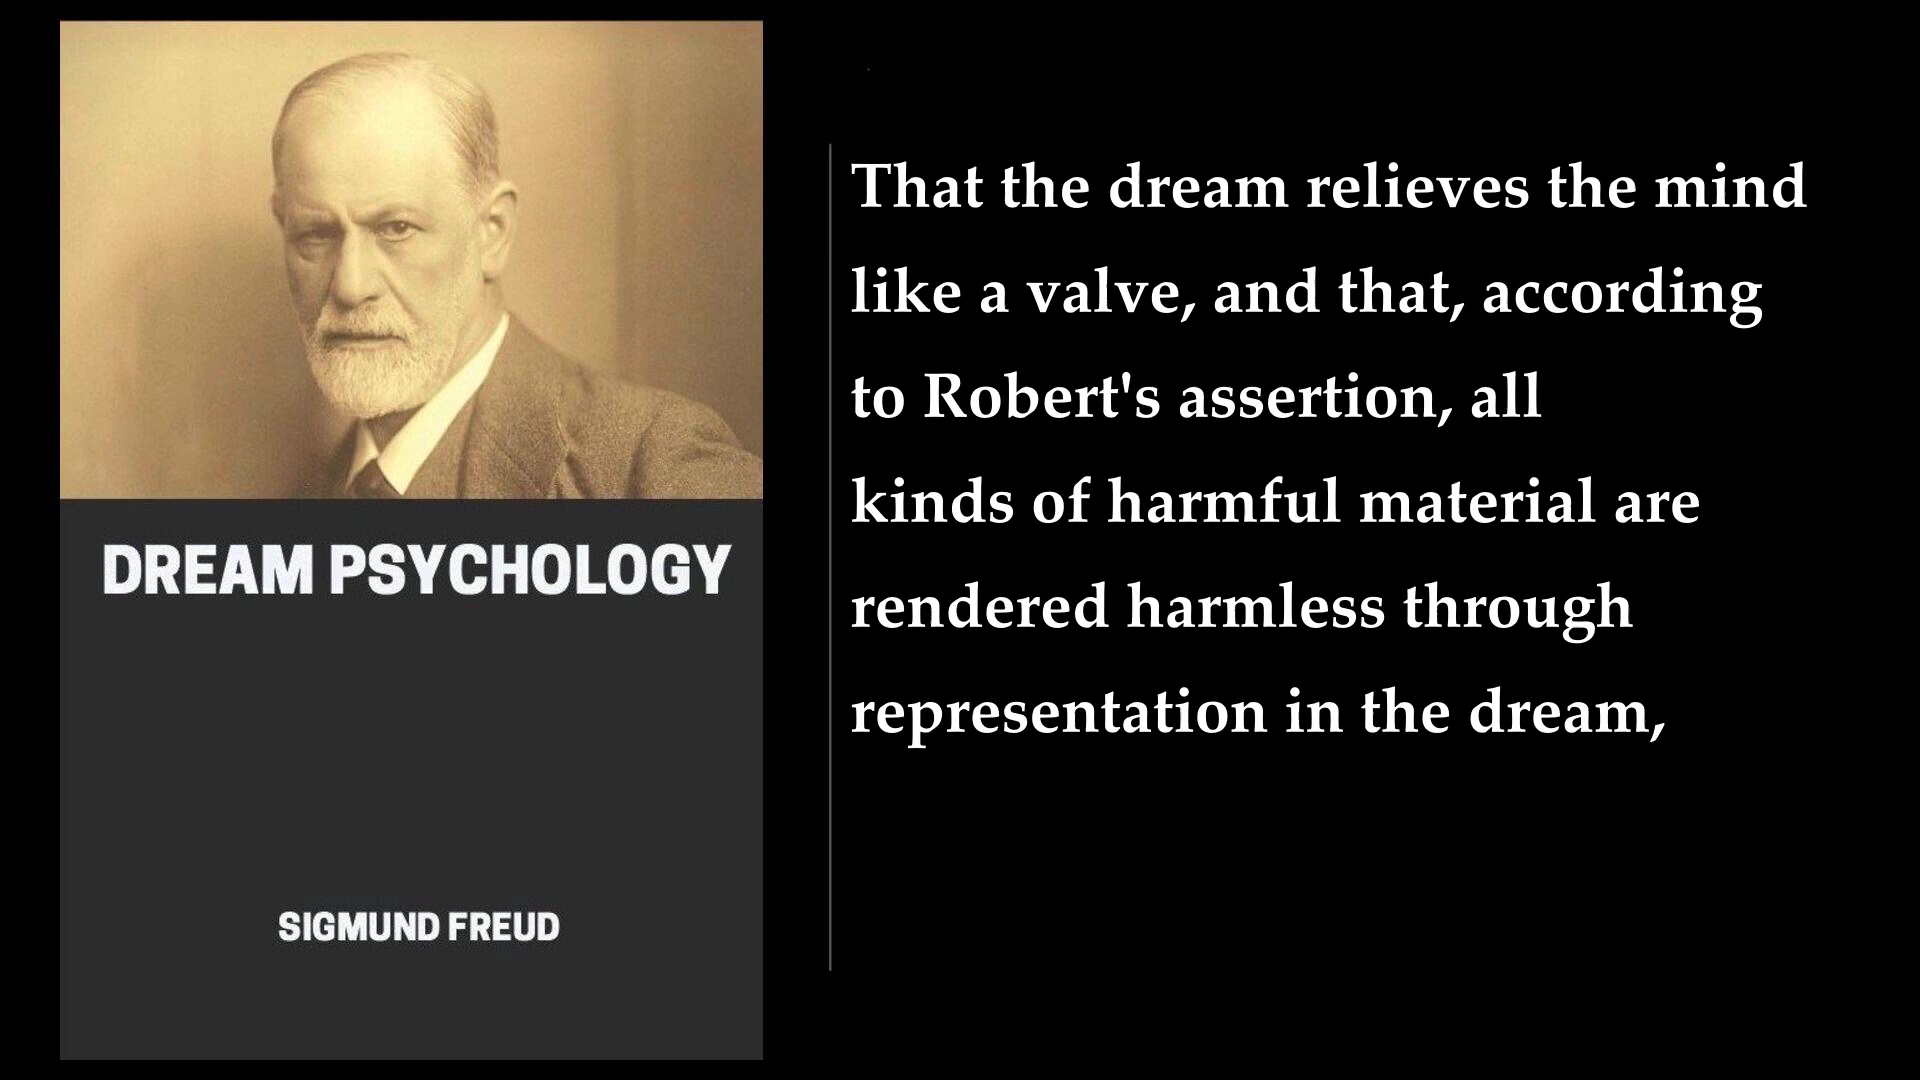 DREAM PSYCHOLOGY
SIGMUND FREUD
That the dream relieves the mind
like a valve, and that, according
to Robert's assertion, all
kinds of harmful material are
rendered harmless through
representation in the dream,